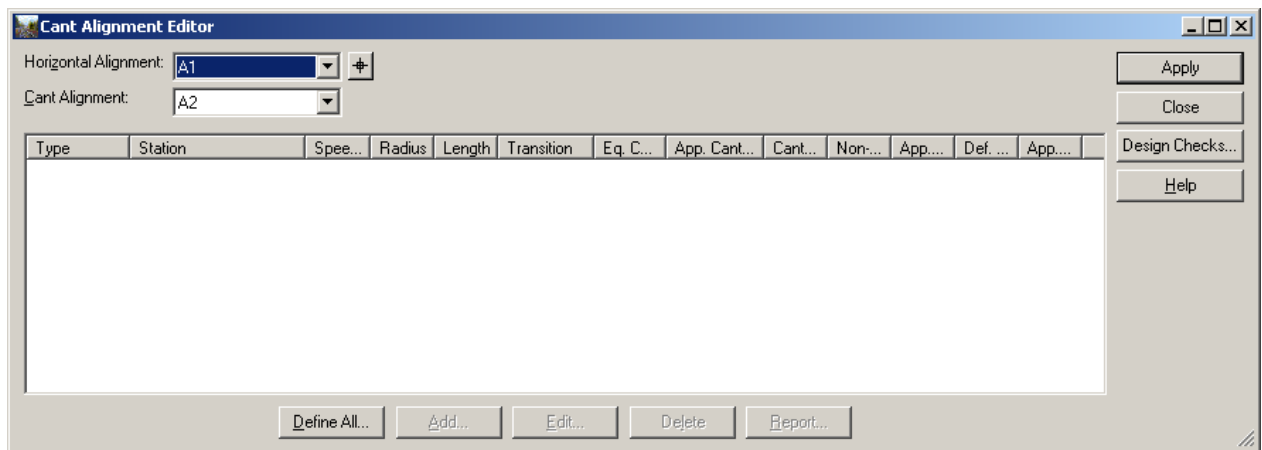 Cant Alignment Editor
Horizontal Alignment: A1
Apply
Cant Alignment: A2
Close
Type Station Spee... Radius Length Transition Eq. C... App. Cant... Cant... Non-... App.... Def. ... App....
Design Checks...
Help
Define All... Add... Edit... Delete Report...